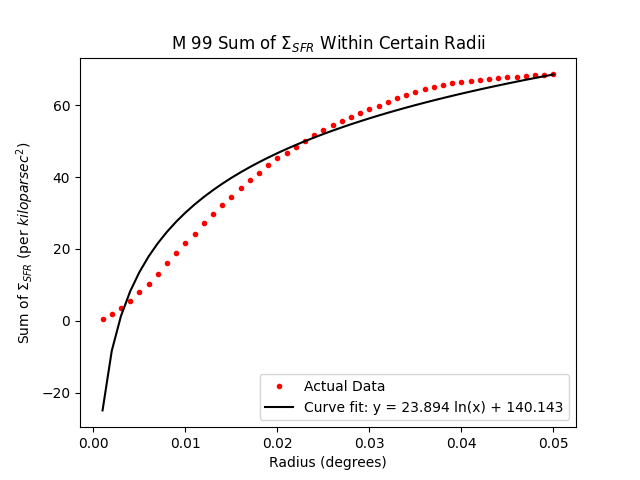 M 99 Sum of Σ_SFR Within Certain Radii
Sum of Σ_SFR (per kiloparsec²)
60
40
20
0
−20
Actual Data
Curve fit: y = 23.894 ln(x) + 140.143
0.00 0.01 0.02 0.03 0.04 0.05
Radius (degrees)